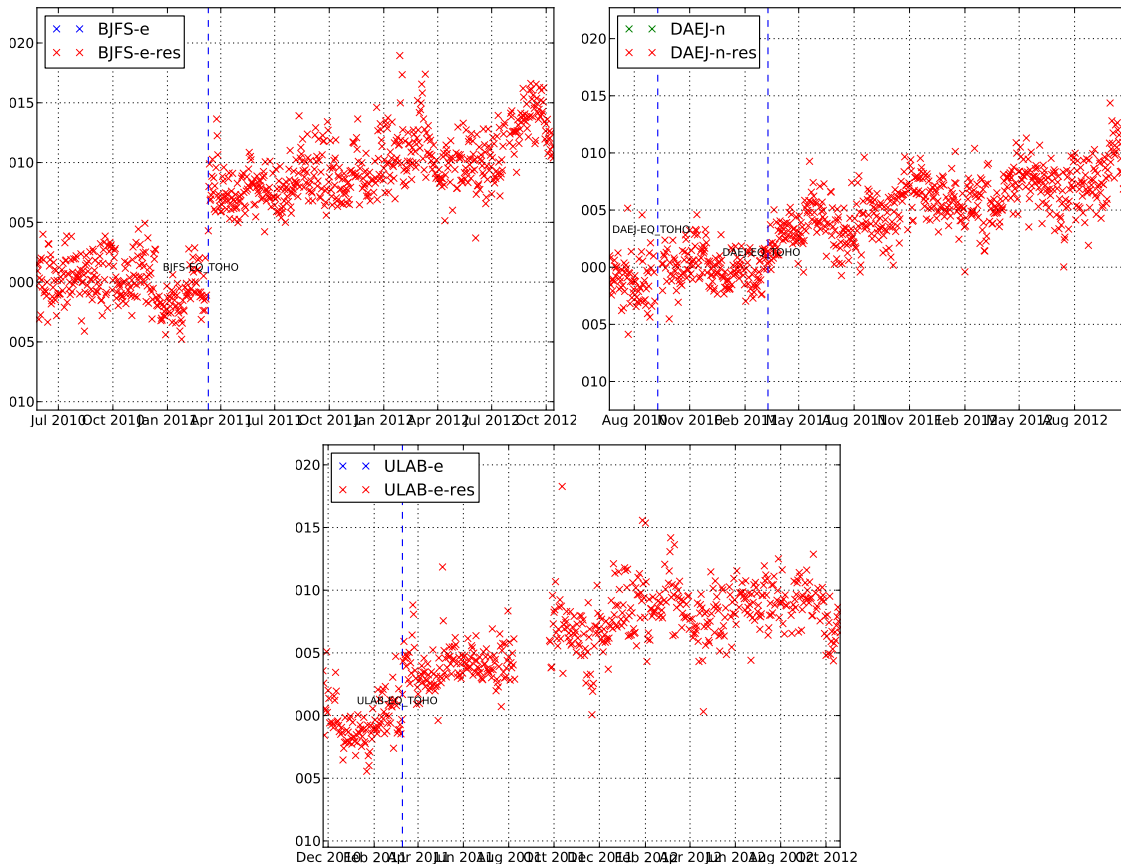 BJFS-e
BJFS-e-res
020
015
010
005
000
005
010
BJFS-EQ_TOHO
Jul 2010 Oct 2010 Jan 2011 Apr 2011 Jul 2011 Oct 2011 Jan 2012 Apr 2012 Jul 2012 Oct 2012
DAEJ-n
DAEJ-n-res
020
015
010
005
000
005
010
DAEJ-EQ_TOHO
DAEJ-EQ_TOHO
Aug 2010 Nov 2010 Feb 2011 May 2011 Aug 2011 Nov 2011 Feb 2012 May 2012 Aug 2012
ULAB-e
ULAB-e-res
020
015
010
005
000
005
010
ULAB-EQ_TOHO
Dec 2010 Feb 2011 Apr 2011 Jun 2011 Aug 2011 Oct 2011 Dec 2011 Feb 2012 Apr 2012 Jun 2012 Aug 2012 Oct 2012